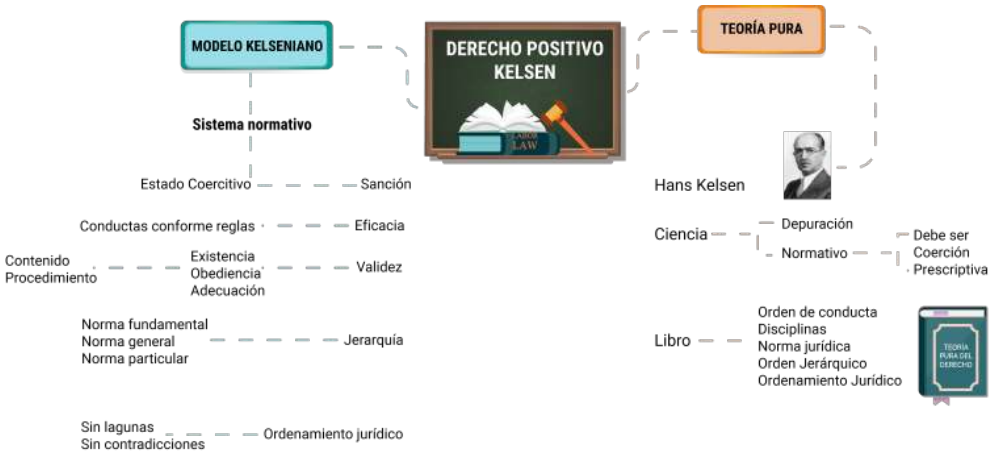 MODELO KELSENIANO
DERECHO POSITIVO
KELSEN
TEORÍA PURA
LABOR
LAW
Sistema normativo
Estado Coercitivo
Sanción
Conductas conforme reglas
Eficacia
Contenido
Procedimiento
Existencia
Obediencia
Adecuación
Validez
Norma fundamental
Norma general
Norma particular
Jerarquía
Sin lagunas
Sin contradicciones
Ordenamiento jurídico
Hans Kelsen
Ciencia
Depuración
Normativo
Debe ser
Coerción
Prescriptiva
Libro
Orden de conducta
Disciplinas
Norma jurídica
Orden Jerárquico
Ordenamiento Jurídico
TEORÍA
PURA DEL
DERECHO